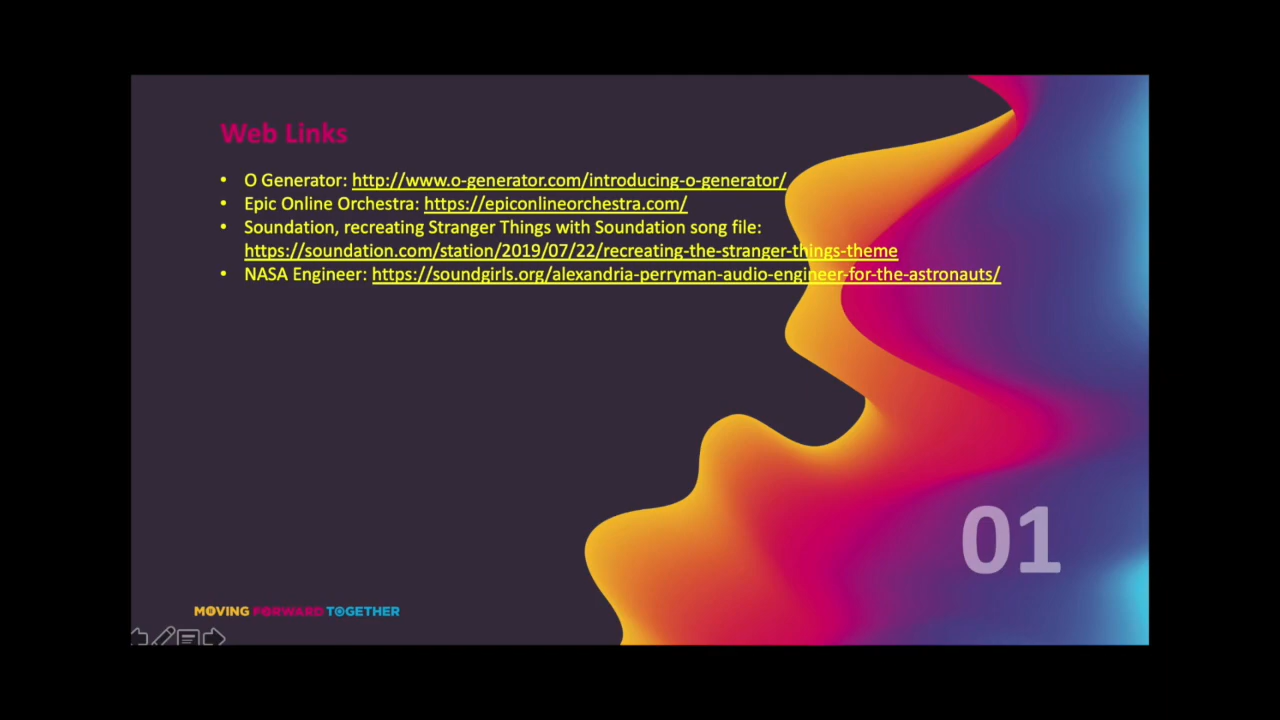 Web Links
• O Generator: http://www.o-generator.com/introducing-o-generator/
• Epic Online Orchestra: https://epiconlineorchestra.com/
• Soundation, recreating Stranger Things with Soundation song file:
https://soundation.com/station/2019/07/22/recreating-the-stranger-things-theme
• NASA Engineer: https://soundgirls.org/alexandria-perryman-audio-engineer-for-the-astronauts/
01
MOVING FORWARD TOGETHER